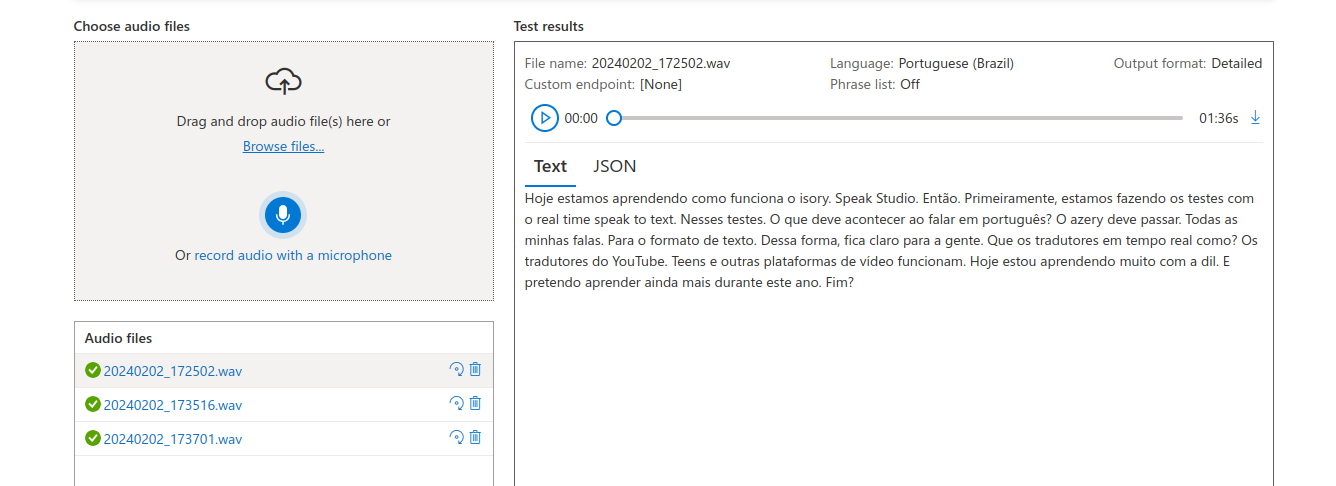 Choose audio files
Drag and drop audio file(s) here or
Browse files...
Or record audio with a microphone
Audio files
20240202_172502.wav
20240202_173516.wav
20240202_173701.wav
Test results
File name: 20240202_172502.wav
Language: Portuguese (Brazil)
Output format: Detailed
Custom endpoint: [None]
Phrase list: Off
00:00
01:36s
Text
JSON
Hoje estamos aprendendo como funciona o isory. Speak Studio. Então. Primeiramente, estamos fazendo os testes com
o real time speak to text. Nesses testes. O que deve acontecer ao falar em português? O azery deve passar. Todas as
minhas falas. Para o formato de texto. Dessa forma, fica claro para a gente. Que os tradutores em tempo real como? Os
tradutores do YouTube. Teens e outras plataformas de vídeo funcionam. Hoje estou aprendendo muito com a dil. E
pretendo aprender ainda mais durante este ano. Fim?